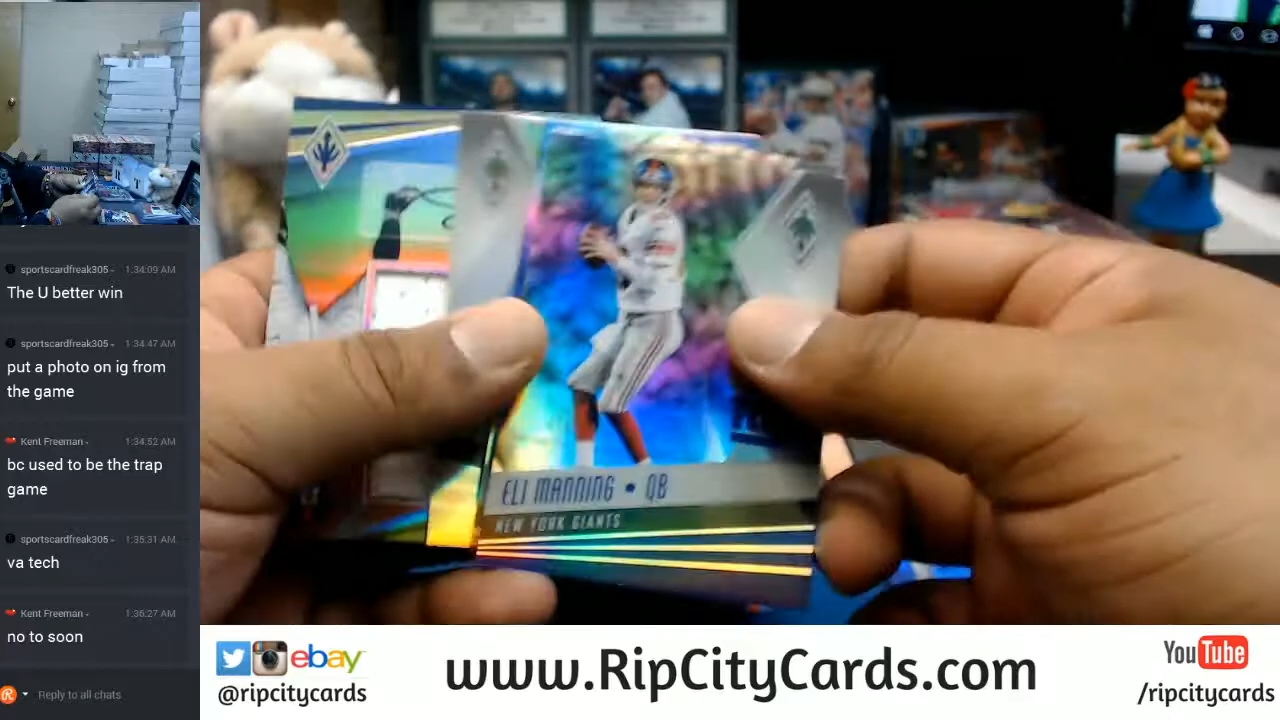 sportscardfreak305 -
1:34:09 AM
The U better win
sportscardfreak305 -
1:34:47 AM
put a photo on ig from
the game
Kent Freeman -
1:34:52 AM
bc used to be the trap
game
sportscardfreak305 -
1:35:31 AM
va tech
Kent Freeman -
1:36:27 AM
no to soon
Reply to all chats
ELI MANNING • QB
NEW YORK GIANTS
ebay
@ripcitycards
www.RipCityCards.com
YouTube
/ripcitycards